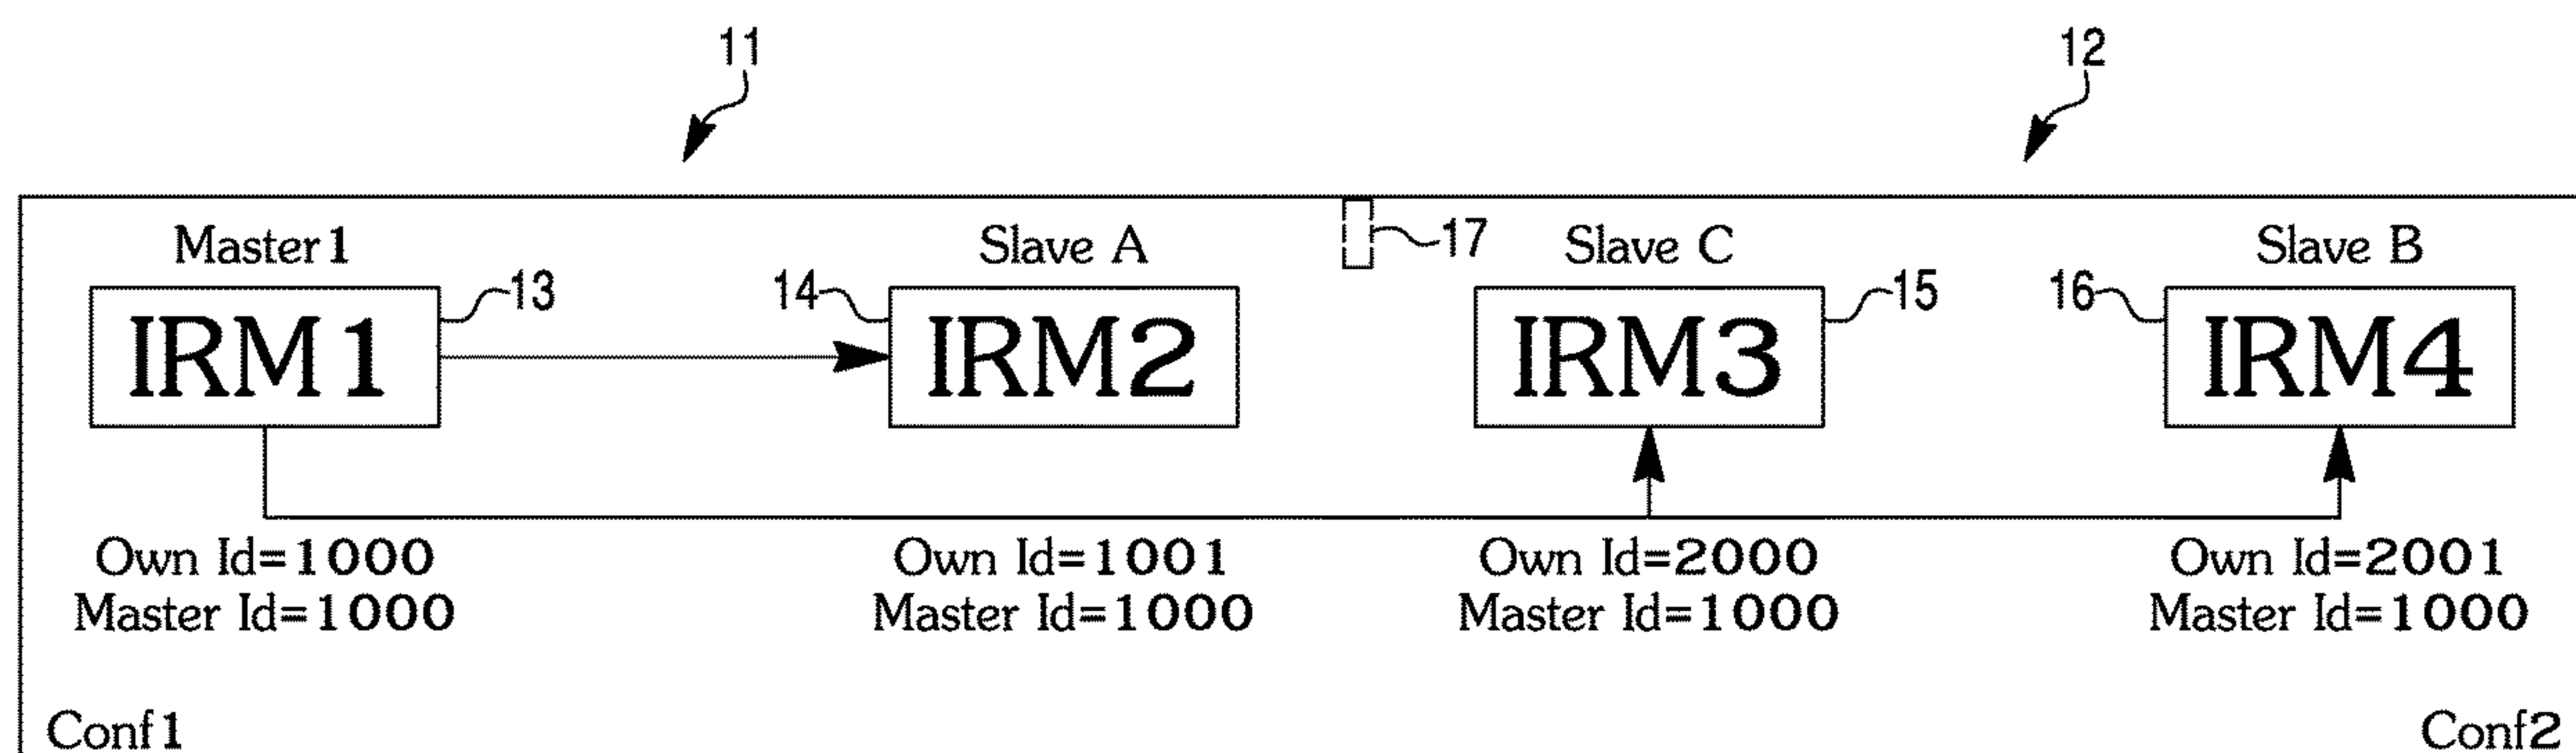 11 12
17
Master1 Slave A Slave C Slave B
13 14 15 16
IRM1 IRM2 IRM3 IRM4
Own Id=1000 Own Id=1001 Own Id=2000 Own Id=2001
Master Id=1000 Master Id=1000 Master Id=1000 Master Id=1000
Conf1 Conf2